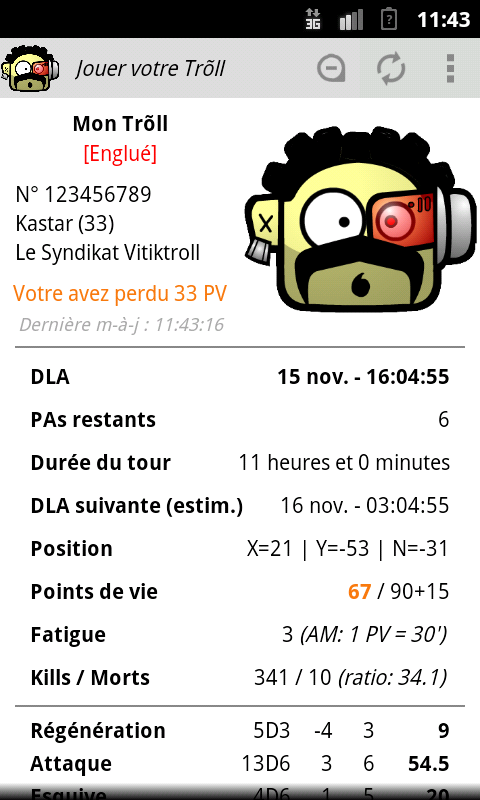 3G 11:43
Jouer votre Trõll
Mon Trõll
[Englué]
N° 123456789
Kastar (33)
Le Syndikat Vitiktroll
Votre avez perdu 33 PV
Dernière m-à-j : 11:43:16
DLA 15 nov. - 16:04:55
PAs restants 6
Durée du tour 11 heures et 0 minutes
DLA suivante (estim.) 16 nov. - 03:04:55
Position X=21 | Y=-53 | N=-31
Points de vie 67 / 90+15
Fatigue 3 (AM: 1 PV = 30')
Kills / Morts 341 / 10 (ratio: 34.1)
Régénération 5D3 -4 3 9
Attaque 13D6 3 6 54.5
Esquive 4D6 1 5 20